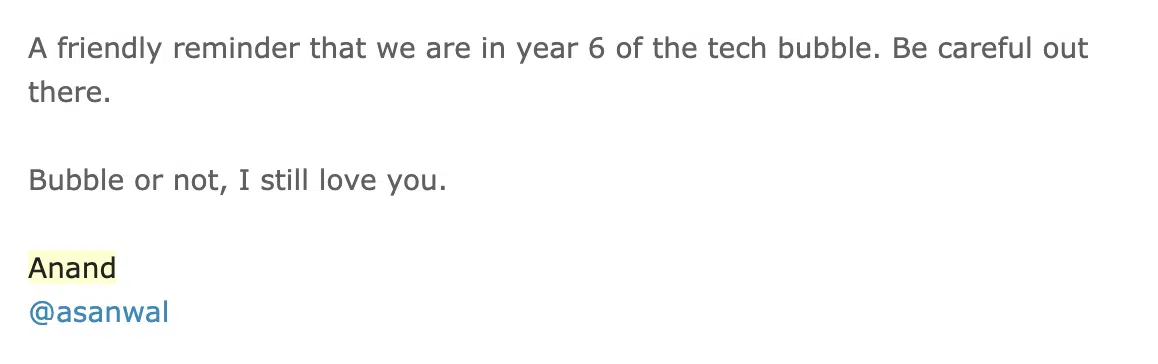 A friendly reminder that we are in year 6 of the tech bubble. Be careful out
there.
Bubble or not, I still love you.
Anand
@asanwal